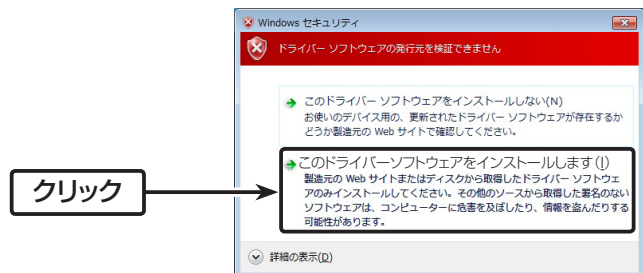 Windows セキュリティ
ドライバー ソフトウェアの発行元を検証できません
このドライバー ソフトウェアをインストールしない(N)
お使いのデバイス用の、更新されたドライバー ソフトウェアが存在するか
どうか製造元の Web サイトで確認してください。
このドライバーソフトウェアをインストールします(I)
製造元の Web サイトまたはディスクから取得したドライバー ソフトウェ
アのみインストールしてください。その他のソースから取得した署名のない
ソフトウェアは、コンピューターに危害を及ぼしたり、情報を盗んだりする
可能性があります。
クリック
詳細の表示(D)